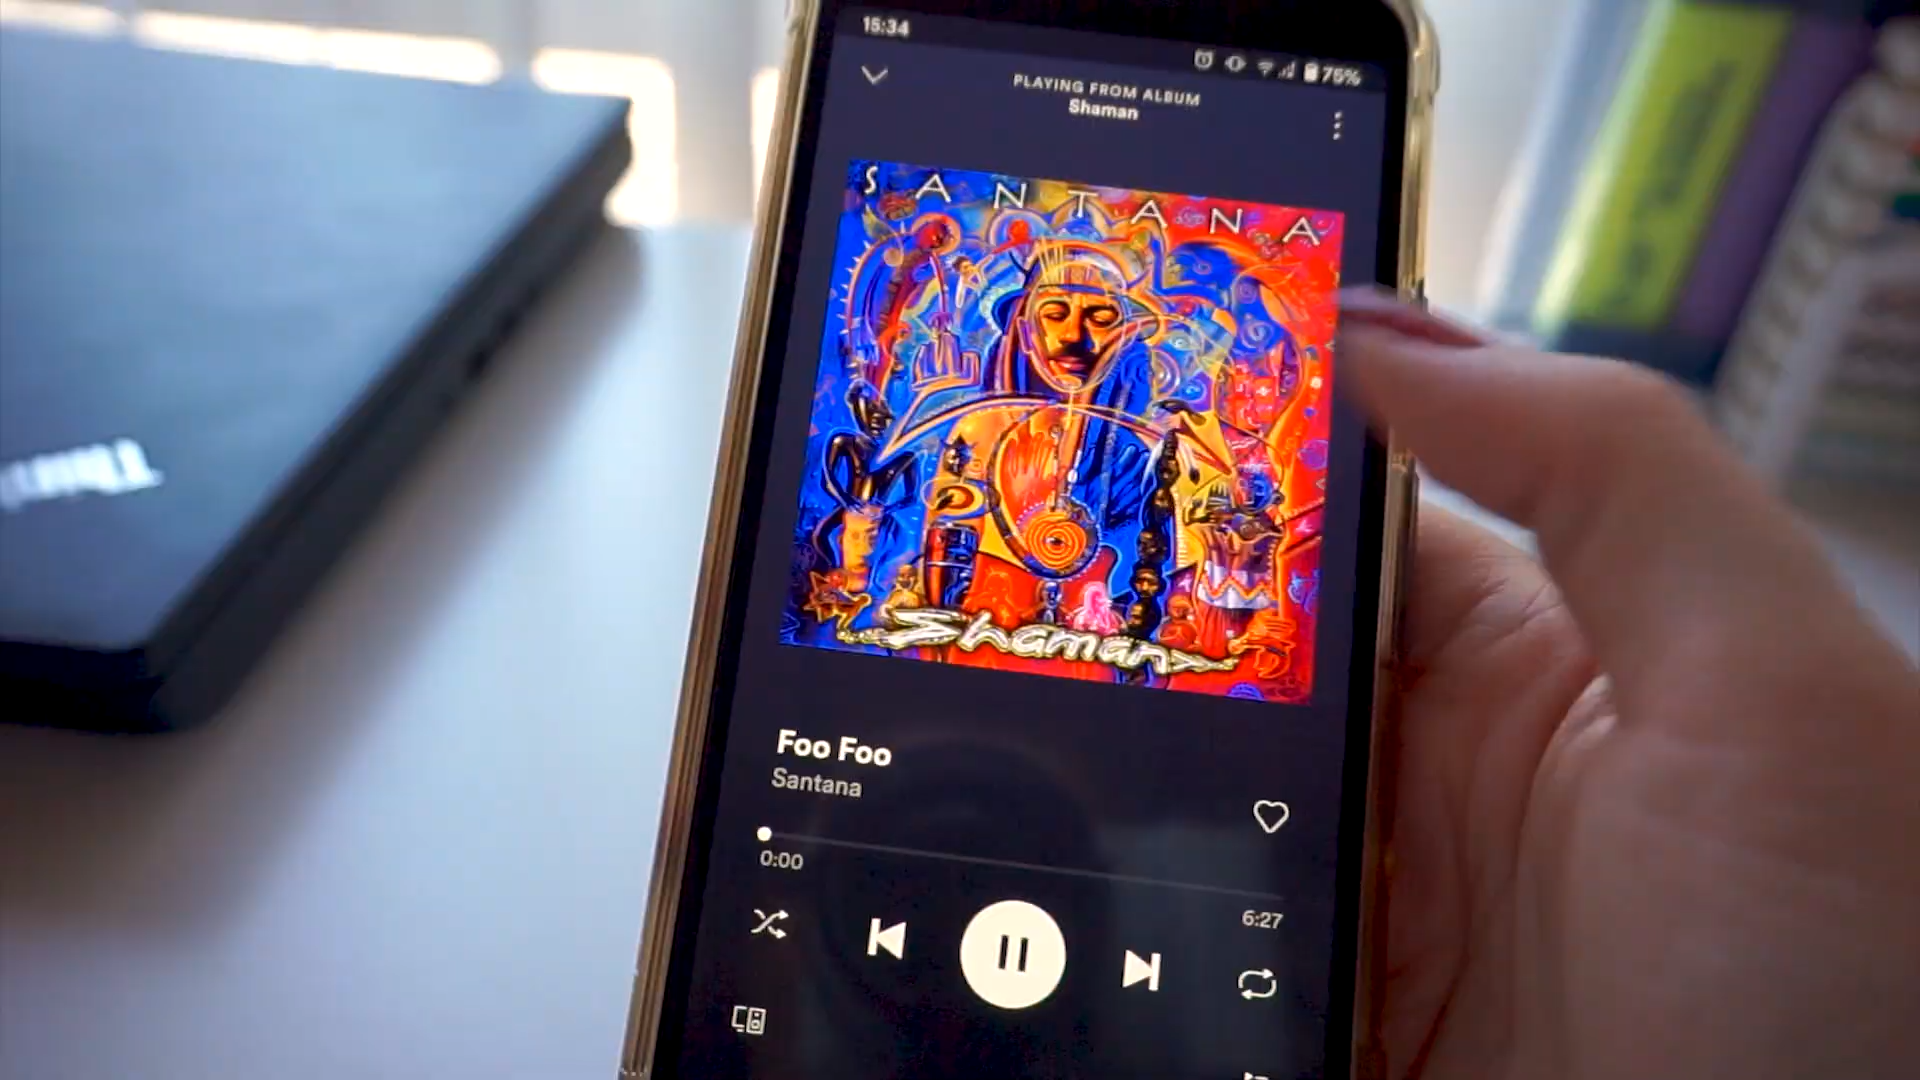 15:34
75%
PLAYING FROM ALBUM
Shaman
SANTANA
Shaman
Foo Foo
Santana
0:00
6:27